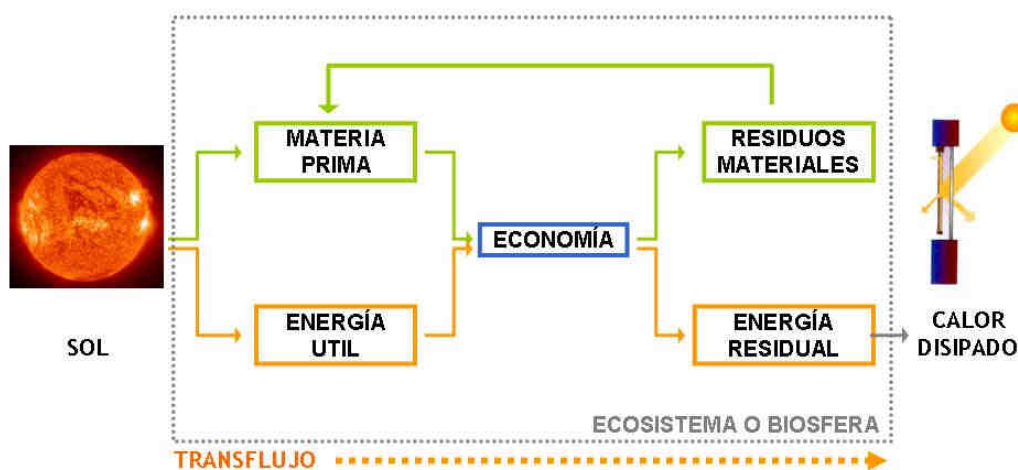 MATERIA
PRIMA
RESIDUOS
MATERIALES
ECONOMÍA
SOL
ENERGÍA
UTIL
ENERGÍA
RESIDUAL
CALOR
DISIPADO
ECOSISTEMA O BIOSFERA
TRANSFLUJO